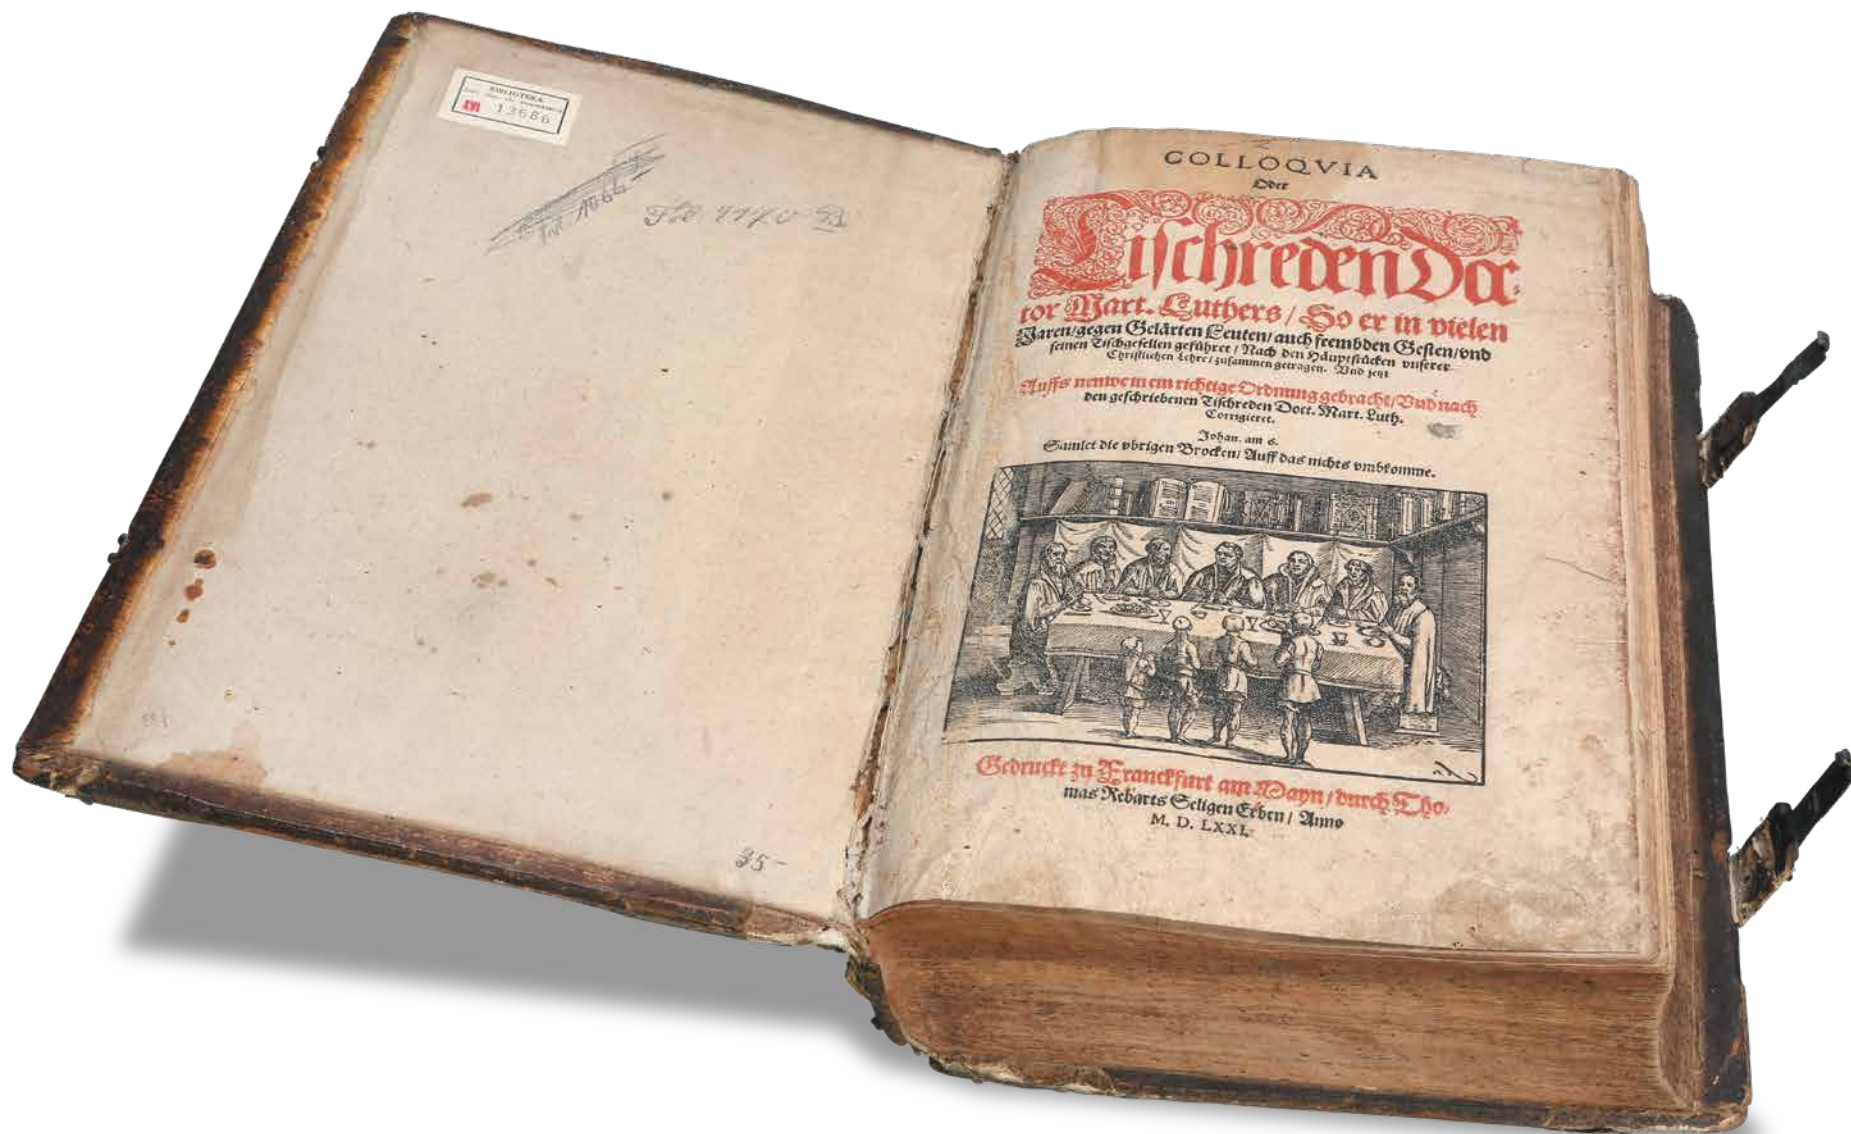 BIBLIOTEKA
XVI 13686
35-
COLLOQVIA
Oder
Tischreden Doc-
tor Mart. Luthers / So er in vielen
Jaren / gegen Gelärten Leuten / auch frembden Gesten / vnd
seinen Tischgesellen geführet / Nach den Häuptstücken vnserer
Christlichen Lehre / zusammen getragen. Vnd jetzt
Auffs neuwe in ein richtige Ordnung gebracht / Vnd nach
den geschriebenen Tischreden Doct. Mart. Luth.
Corrigieret.
Johan. am 6.
Samlet die vbrigen Brocken / Auff das nichts vmbkomme.
Gedruckt zu Franckfurt am Mayn / durch Tho-
mas Rebarts Seligen Erben / Anno
M. D. LXXI.